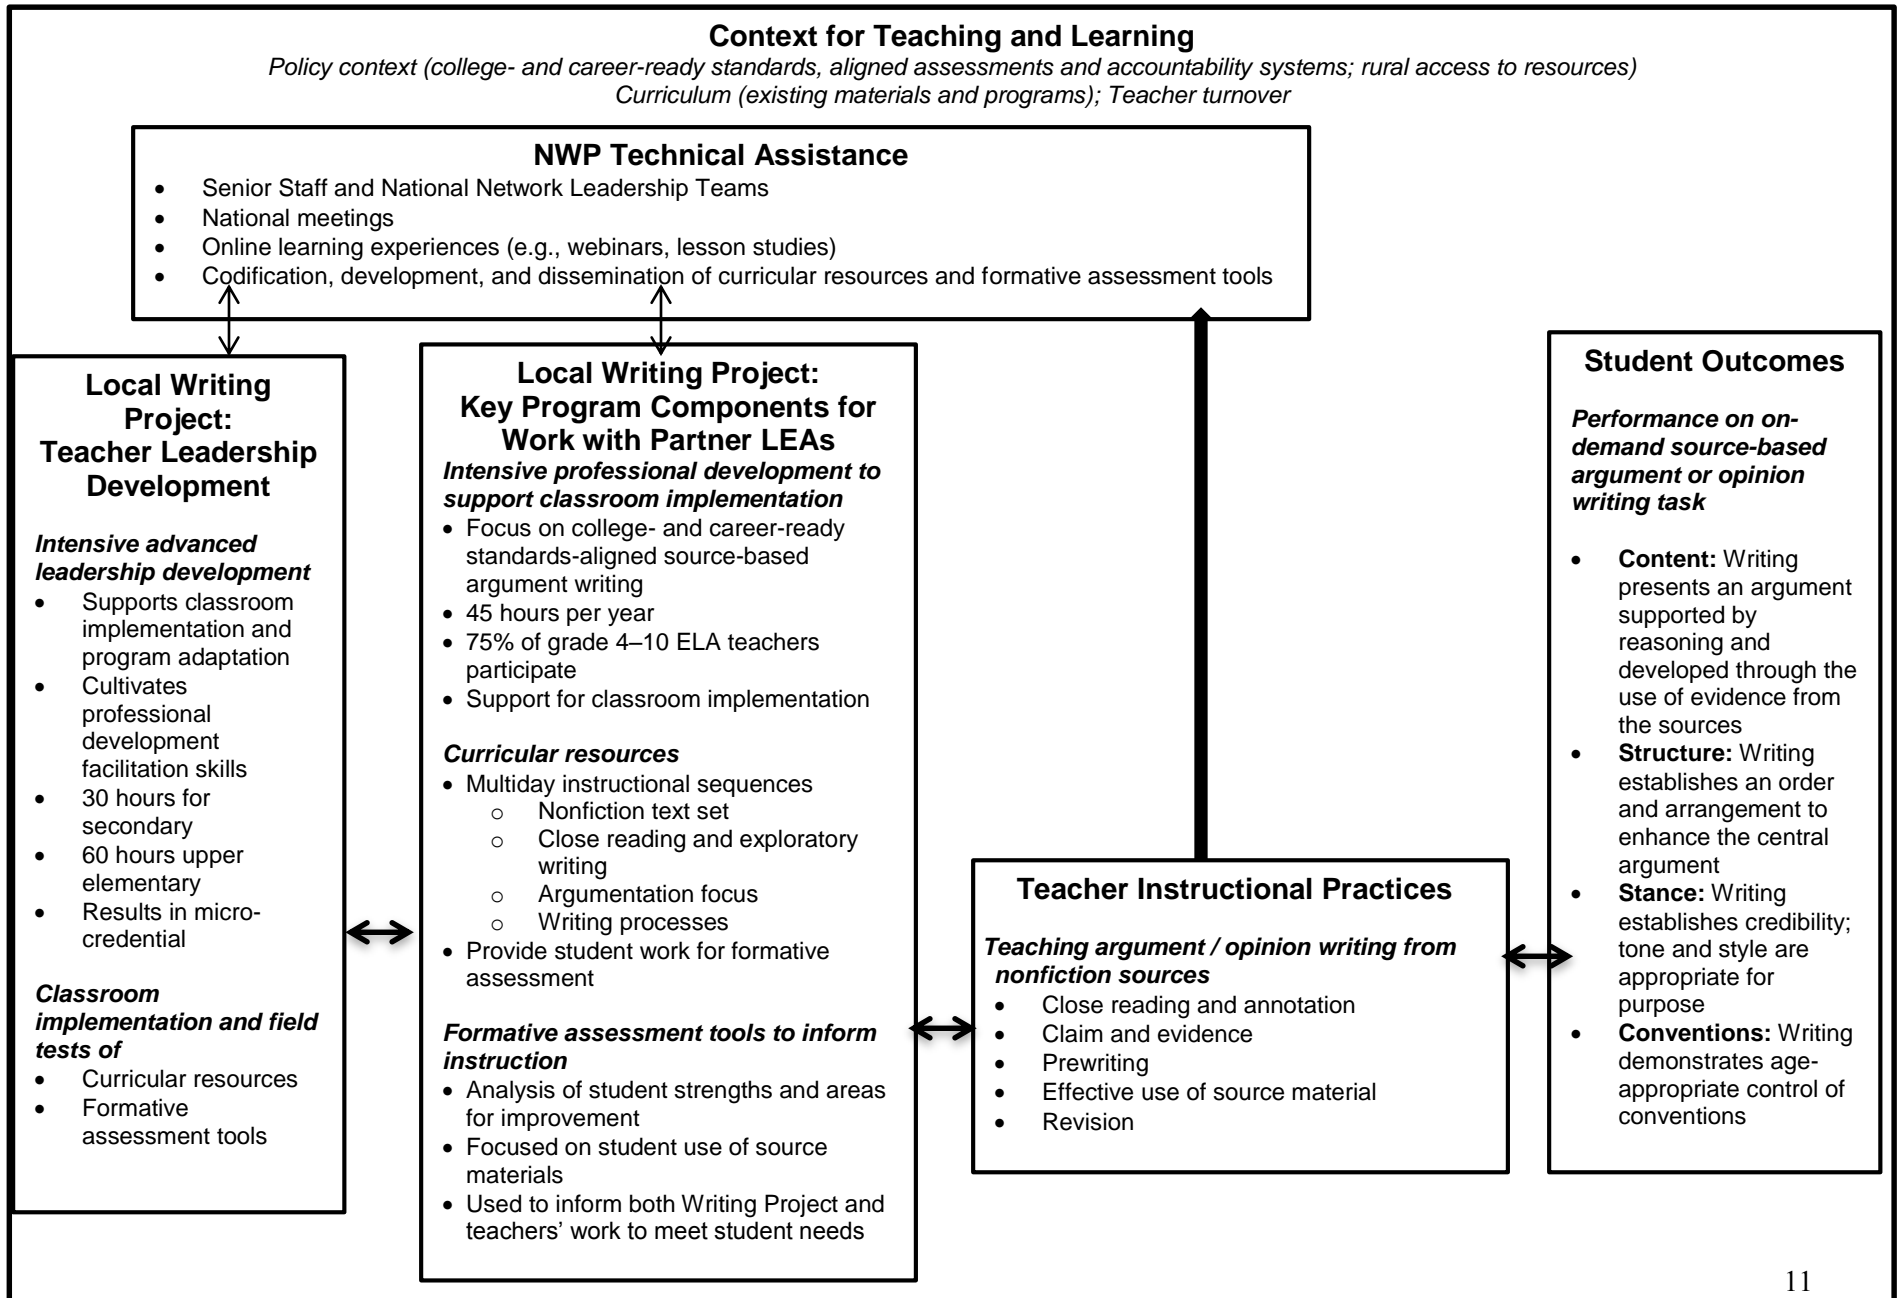 Context for Teaching and Learning
Policy context (college- and career-ready standards, aligned assessments and accountability systems; rural access to resources)
Curriculum (existing materials and programs); Teacher turnover
NWP Technical Assistance
• Senior Staff and National Network Leadership Teams
• National meetings
• Online learning experiences (e.g., webinars, lesson studies)
• Codification, development, and dissemination of curricular resources and formative assessment tools
Local Writing
Project:
Teacher Leadership
Development
Intensive advanced
leadership development
• Supports classroom
implementation and
program adaptation
• Cultivates
professional
development
facilitation skills
• 30 hours for
secondary
• 60 hours upper
elementary
• Results in micro-
credential
Classroom
implementation and field
tests of
• Curricular resources
• Formative
assessment tools
Local Writing Project:
Key Program Components for
Work with Partner LEAs
Intensive professional development to
support classroom implementation
• Focus on college- and career-ready
standards-aligned source-based
argument writing
• 45 hours per year
• 75% of grade 4–10 ELA teachers
participate
• Support for classroom implementation
Curricular resources
• Multiday instructional sequences
o Nonfiction text set
o Close reading and exploratory
writing
o Argumentation focus
o Writing processes
• Provide student work for formative
assessment
Formative assessment tools to inform
instruction
• Analysis of student strengths and areas
for improvement
• Focused on student use of source
materials
• Used to inform both Writing Project and
teachers’ work to meet student needs
Teacher Instructional Practices
Teaching argument / opinion writing from
nonfiction sources
• Close reading and annotation
• Claim and evidence
• Prewriting
• Effective use of source material
• Revision
Student Outcomes
Performance on on-
demand source-based
argument or opinion
writing task
• Content: Writing
presents an argument
supported by
reasoning and
developed through the
use of evidence from
the sources
• Structure: Writing
establishes an order
and arrangement to
enhance the central
argument
• Stance: Writing
establishes credibility;
tone and style are
appropriate for
purpose
• Conventions: Writing
demonstrates age-
appropriate control of
conventions
11